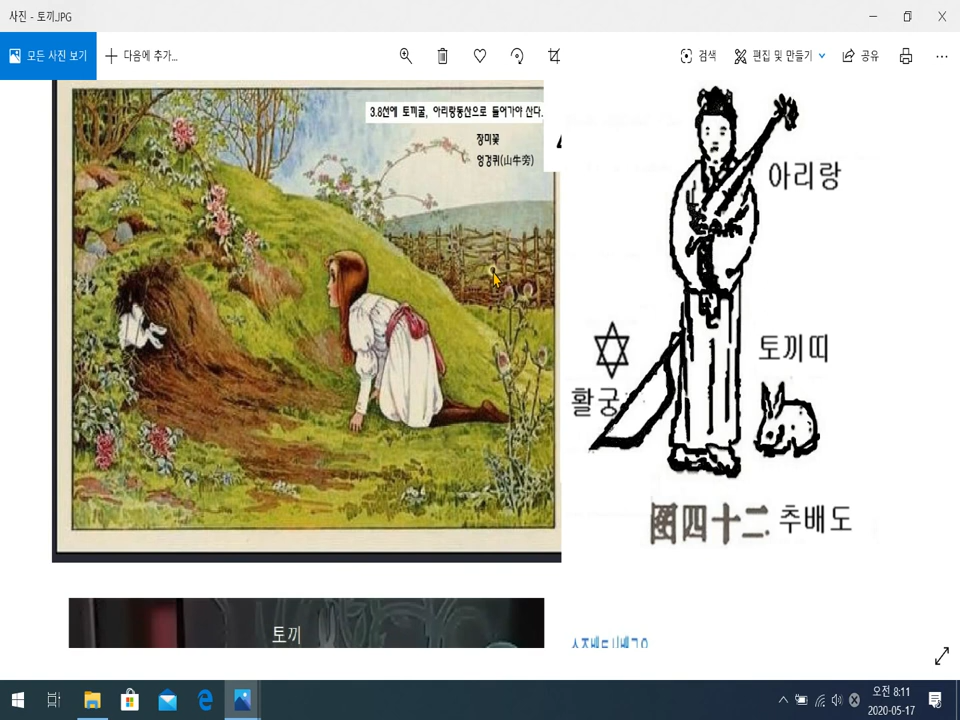 사진 - 토끼.JPG
모든 사진 보기
다음에 추가...
검색
편집 및 만들기
공유
3.8선에 토끼굴, 아리랑동산으로 들어가야 산다.
장미꽃
엉겅퀴(山牛旁)
아리랑
토끼띠
활궁
圖四十二 추배도
토끼
오전 8:11
2020-05-17